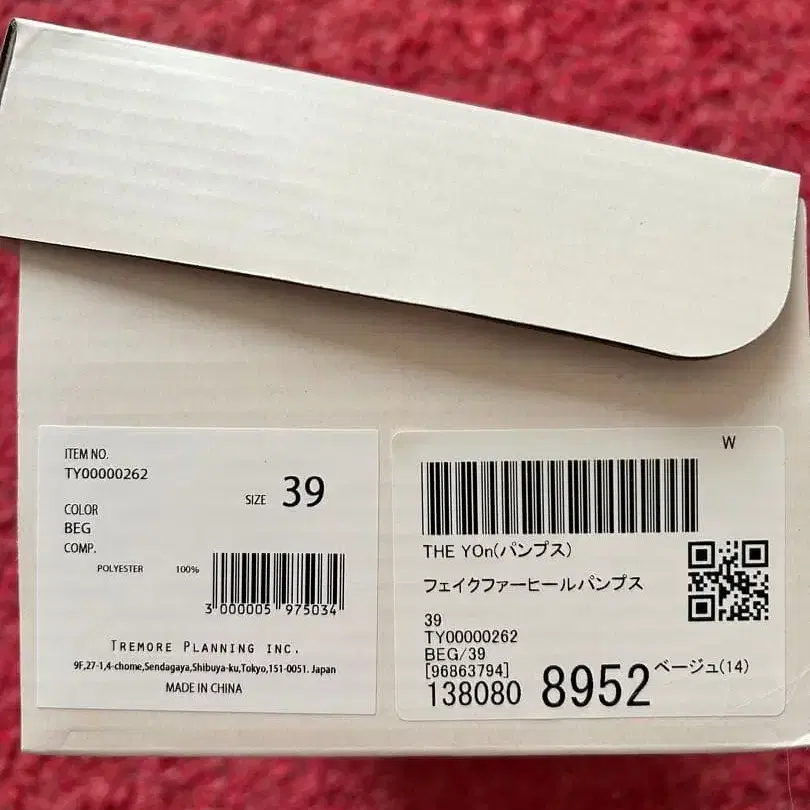 ITEM NO.
TY00000262
COLOR
BEG
SIZE 39
COMP.
POLYESTER 100%
3 000005 975034
TREMORE PLANNING INC.
9F,27-1,4-chome,Sendagaya,Shibuya-ku,Tokyo,151-0051. Japan
MADE IN CHINA
W
THE YOn(パンプス)
フェイクファーヒールパンプス
39
TY00000262
BEG/39
[96863794]
138080 8952 ベージュ(14)